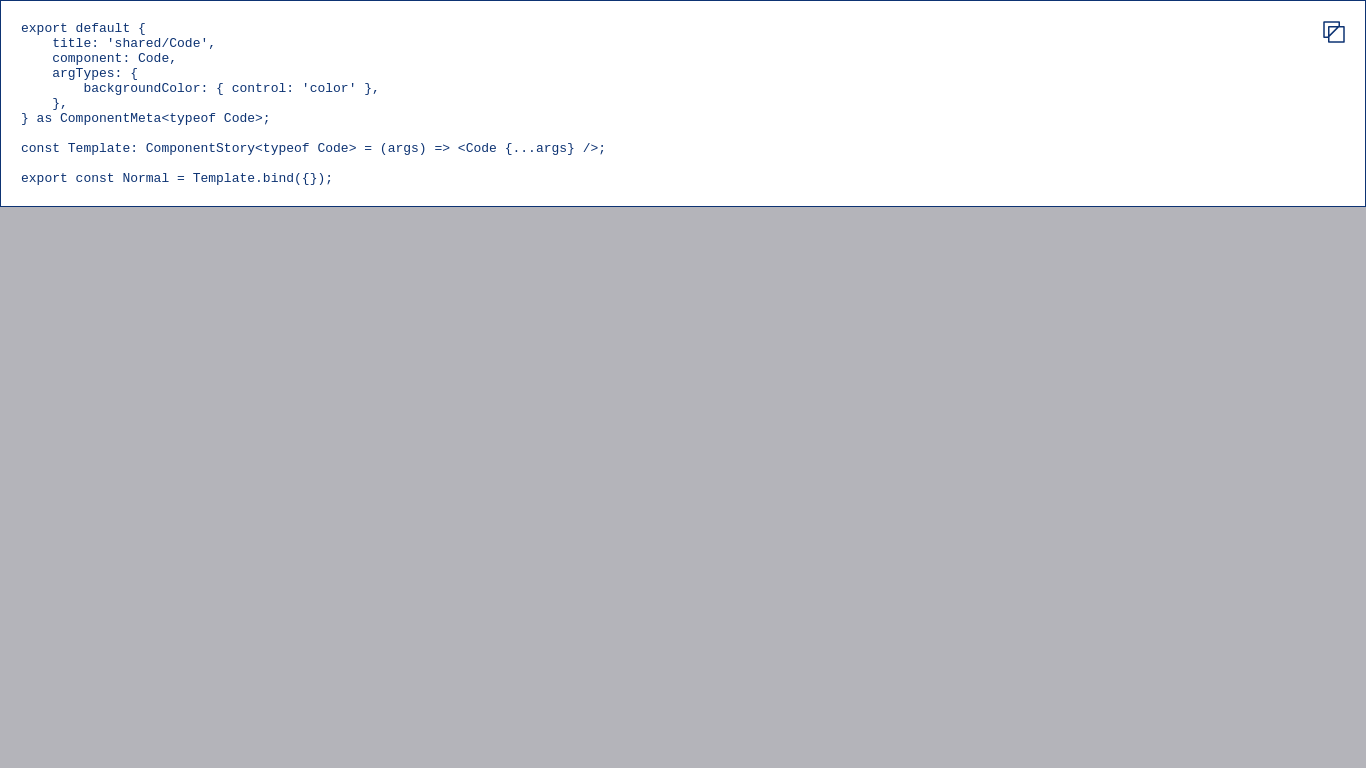 export default {
    title: 'shared/Code',
    component: Code,
    argTypes: {
        backgroundColor: { control: 'color' },
    },
} as ComponentMeta<typeof Code>;

const Template: ComponentStory<typeof Code> = (args) => <Code {...args} />;

export const Normal = Template.bind({});